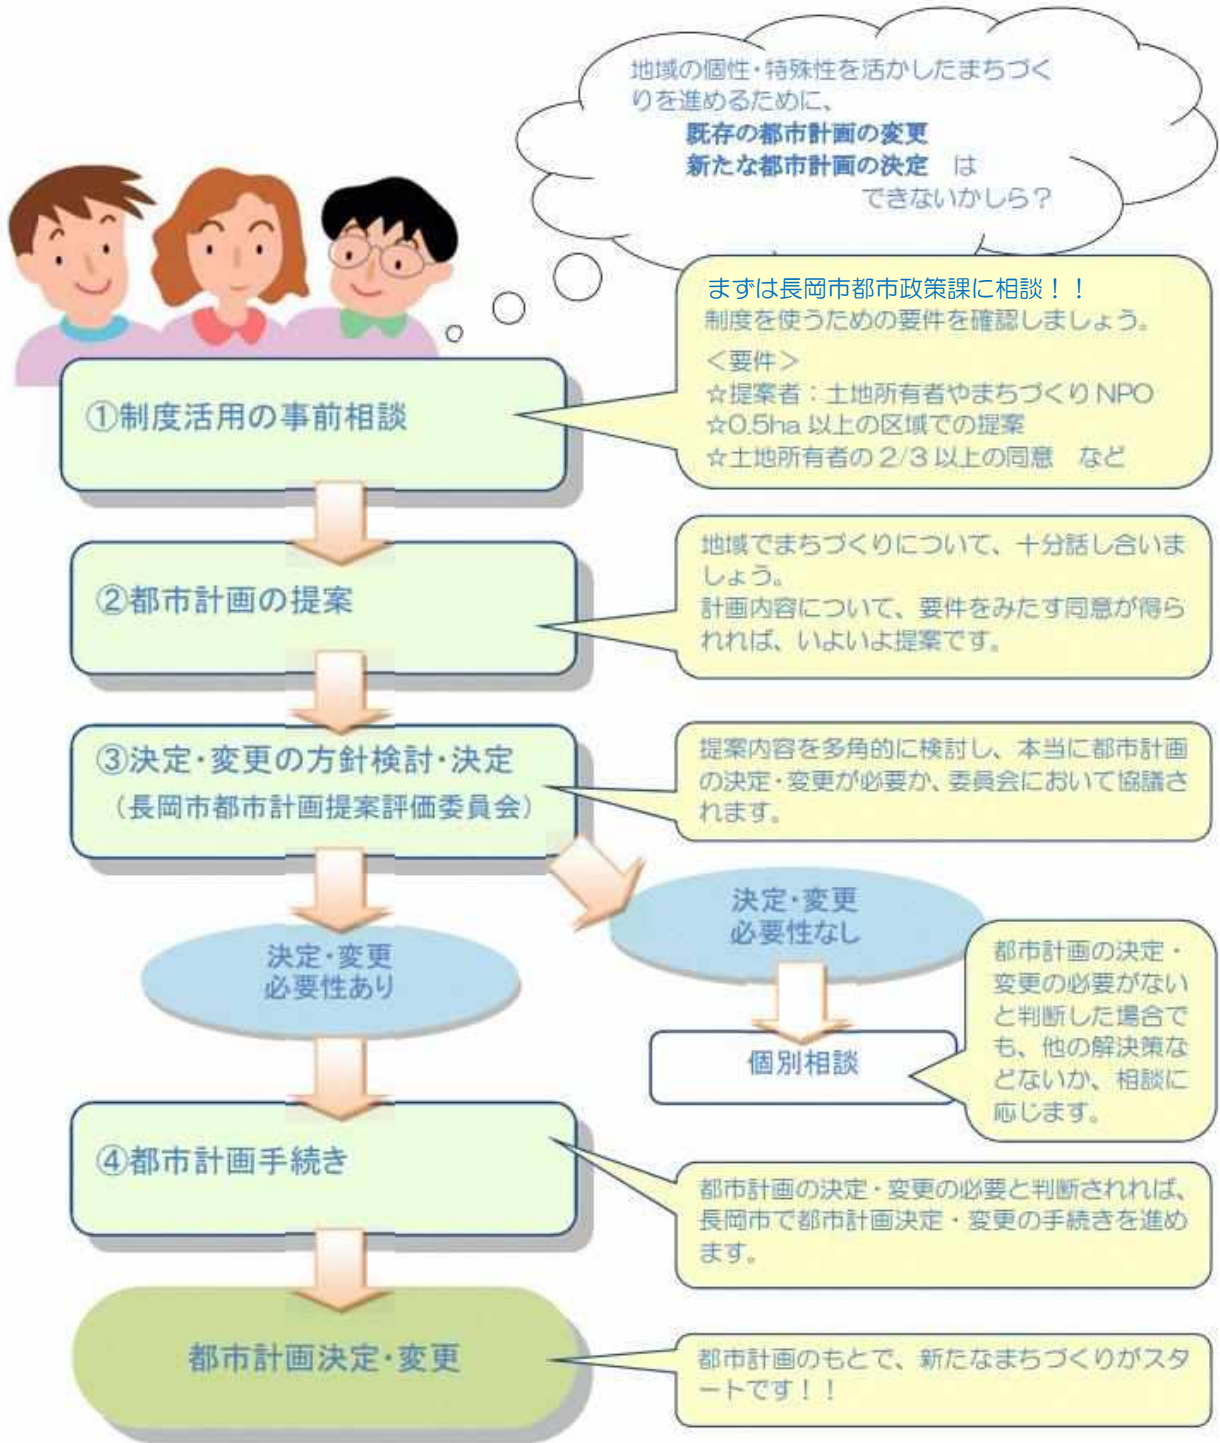 地域の個性・特殊性を活かしたまちづく
りを進めるために、
既存の都市計画の変更
新たな都市計画の決定 は
できないかしら？
まずは長岡市都市政策課に相談！！
制度を使うための要件を確認しましょう。
＜要件＞
☆提案者：土地所有者やまちづくり NPO
☆0.5ha 以上の区域での提案
☆土地所有者の 2/3 以上の同意 など
①制度活用の事前相談
地域でまちづくりについて、十分話し合いま
しょう。
計画内容について、要件をみたす同意が得ら
れれば、いよいよ提案です。
②都市計画の提案
③決定・変更の方針検討・決定
（長岡市都市計画提案評価委員会）
提案内容を多角的に検討し、本当に都市計画
の決定・変更が必要か、委員会において協議さ
れます。
決定・変更
必要性なし
決定・変更
必要性あり
個別相談
都市計画の決定・
変更の必要がない
と判断した場合で
も、他の解決策な
どないか、相談に
応じます。
④都市計画手続き
都市計画の決定・変更の必要と判断されれば、
長岡市で都市計画決定・変更の手続きを進め
ます。
都市計画決定・変更
都市計画のもとで、新たなまちづくりがスタ
ートです！！